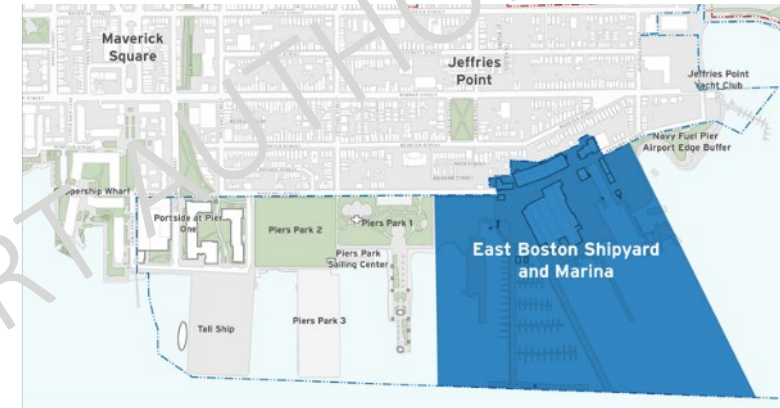 Maverick
Square
Jeffries
Point
Jeffries Point
Yacht Club
Navy Fuel Pier
Airport Edge Buffer
Portside at Pier
One
Piers Park 2
Piers Park 1
Piers Park
Sailing Center
East Boston Shipyard
and Marina
Tall Ship
Piers Park 3